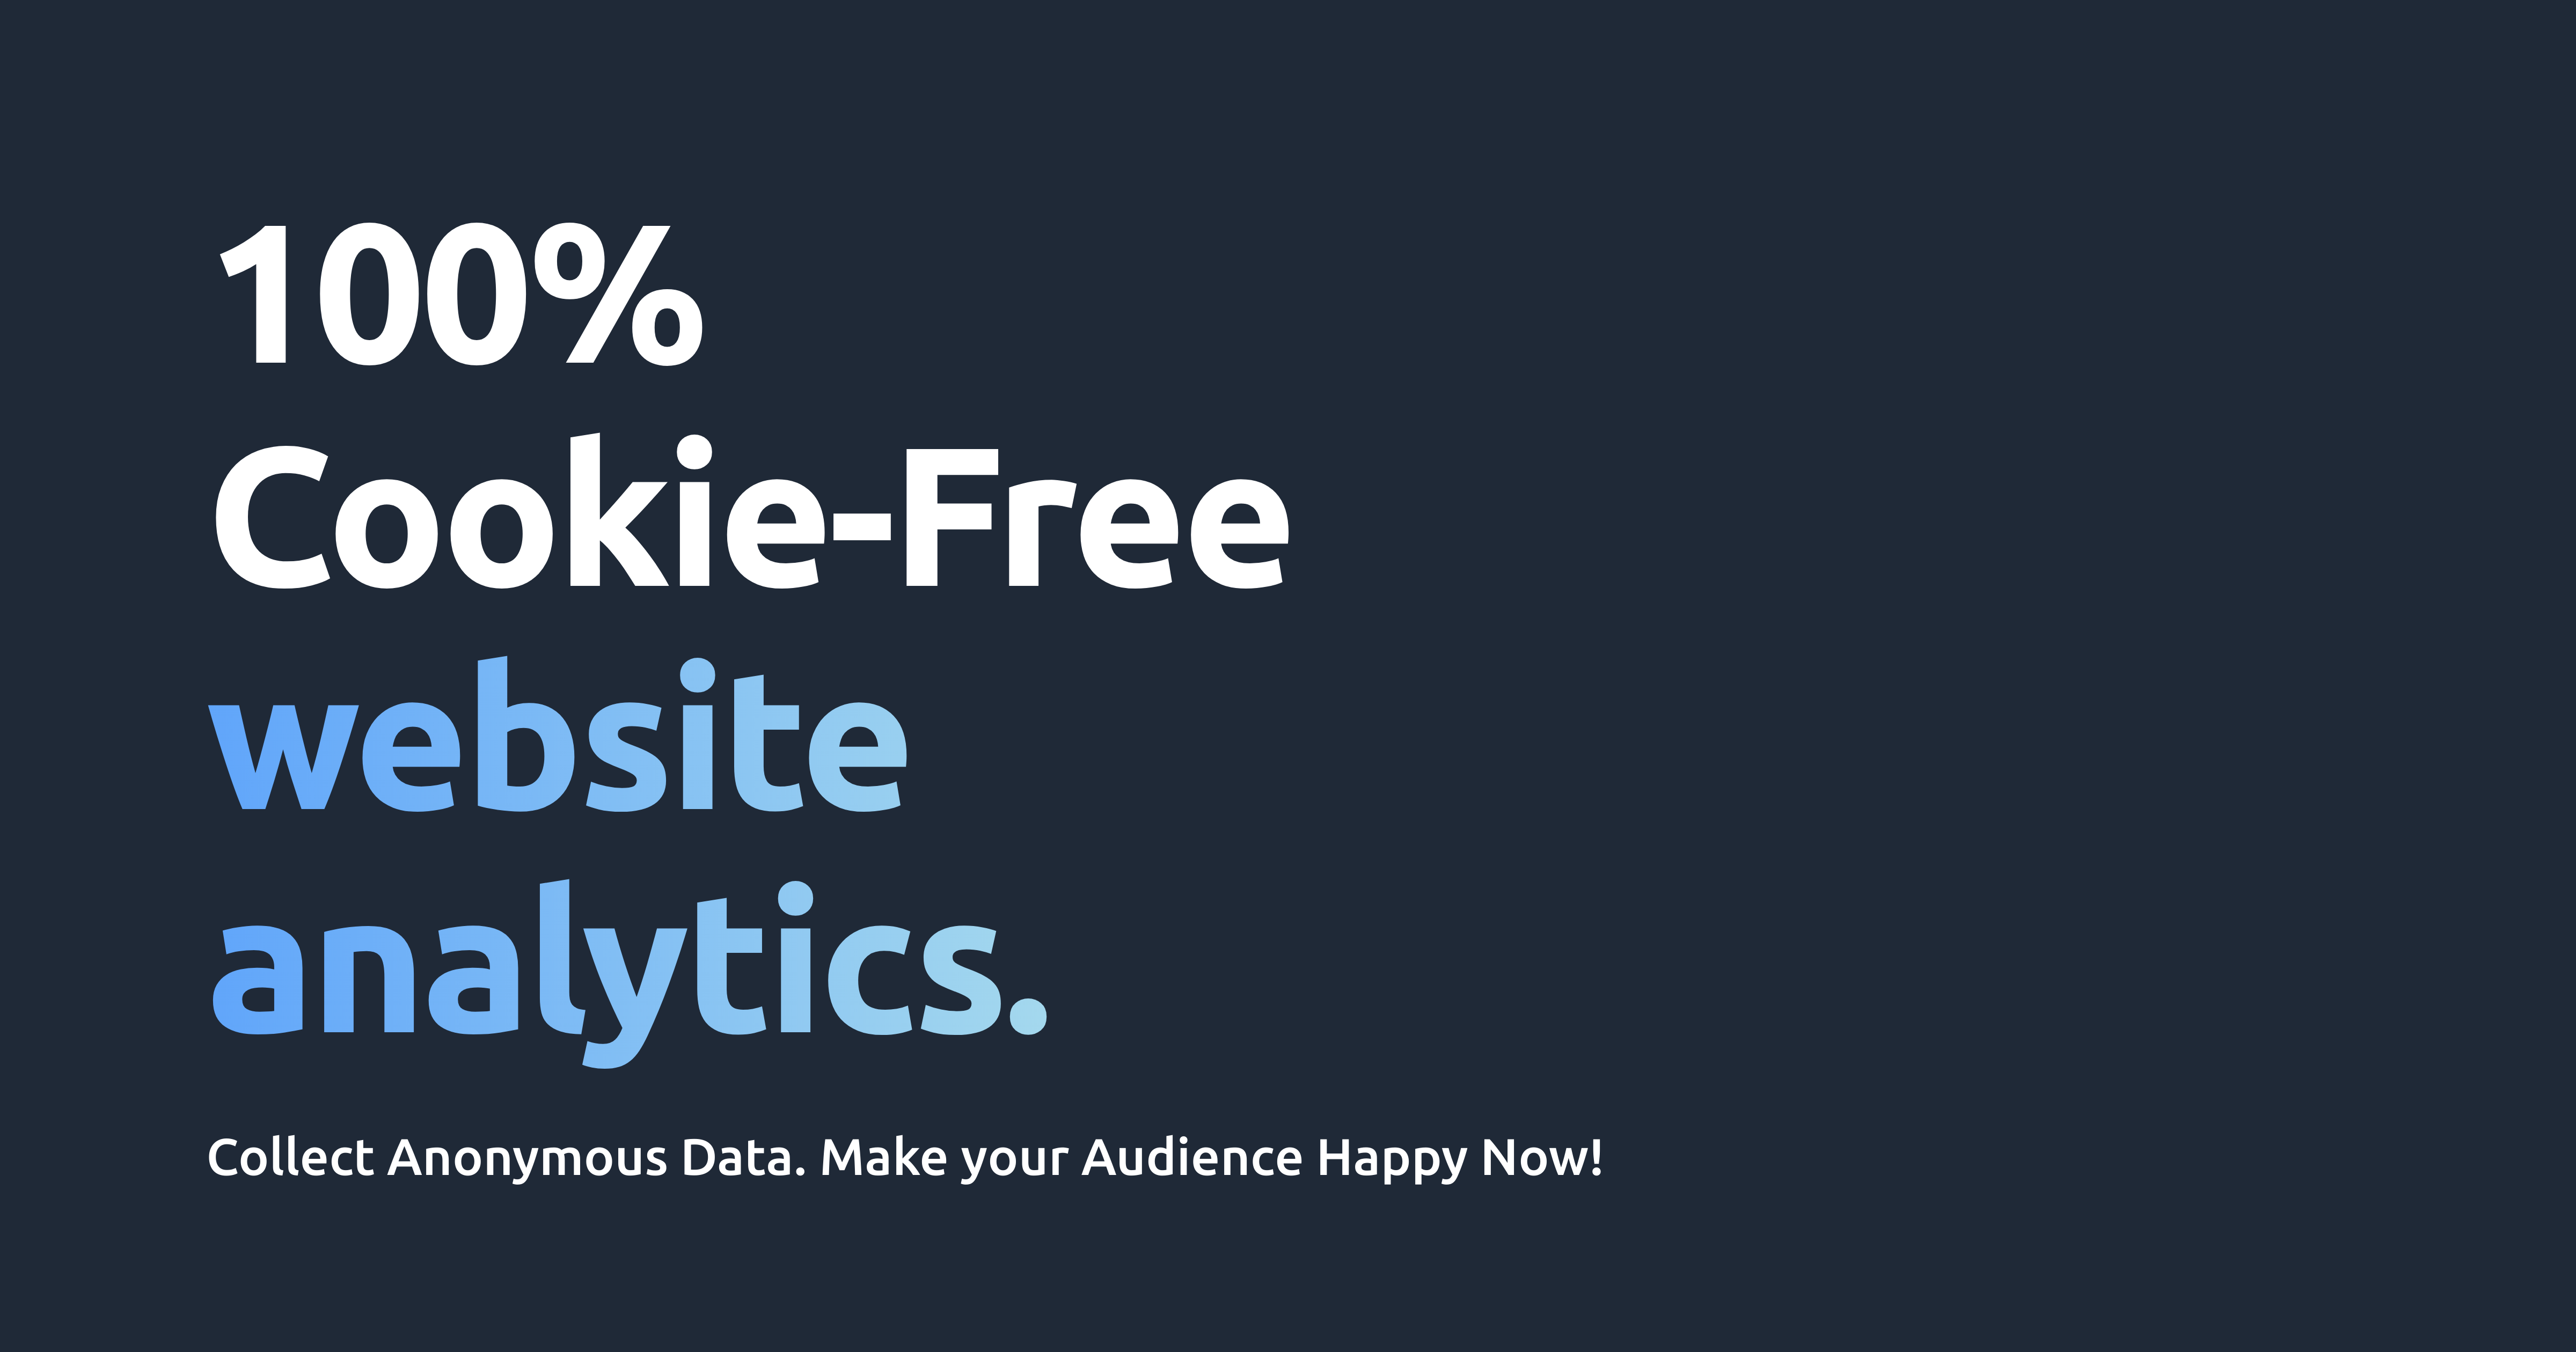 100%
Cookie-Free
website
analytics.
Collect Anonymous Data. Make your Audience Happy Now!